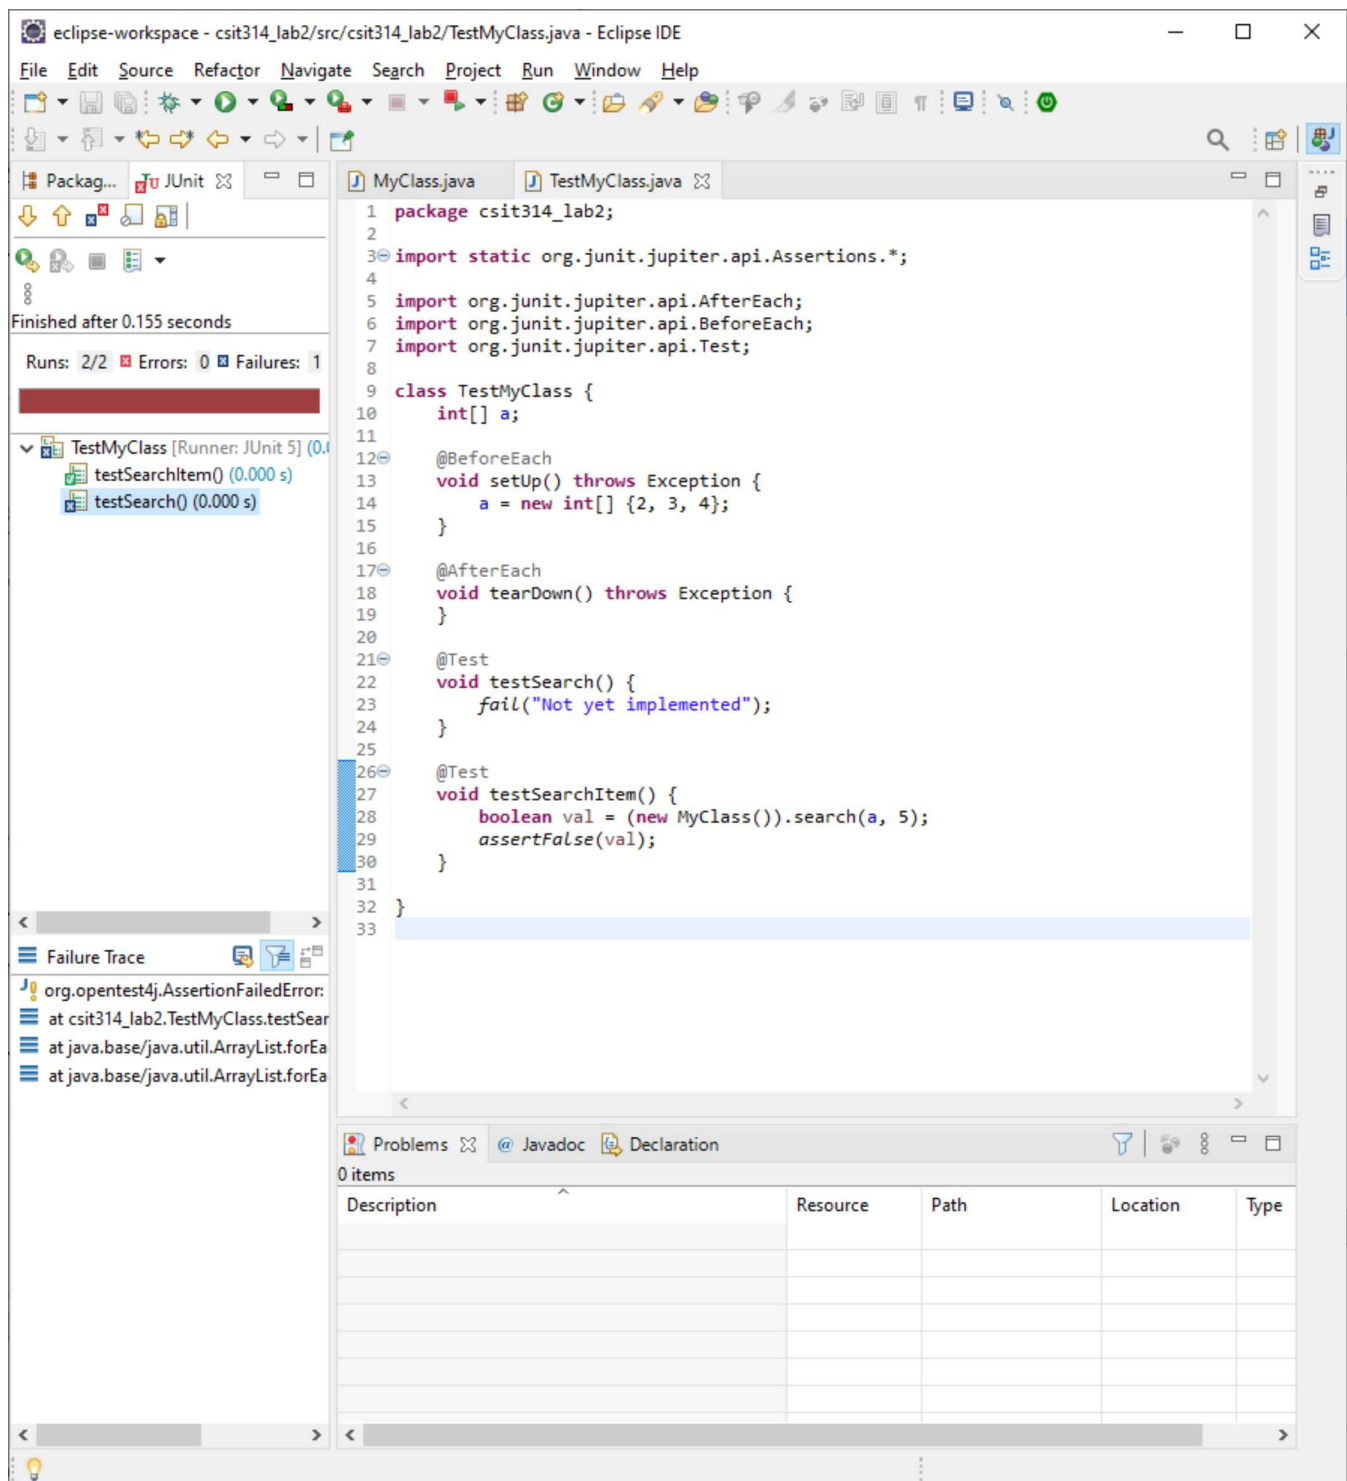 eclipse-workspace - csit314_lab2/src/csit314_lab2/TestMyClass.java - Eclipse IDE
File Edit Source Refactor Navigate Search Project Run Window Help
Packag... JUnit
Finished after 0.155 seconds
Runs: 2/2 Errors: 0 Failures: 1
TestMyClass [Runner: JUnit 5] (0.0
testSearchItem() (0.000 s)
testSearch() (0.000 s)
Failure Trace
org.opentest4j.AssertionFailedError:
at csit314_lab2.TestMyClass.testSear
at java.base/java.util.ArrayList.forEa
at java.base/java.util.ArrayList.forEa
MyClass.java TestMyClass.java
1 package csit314_lab2;
2
3 import static org.junit.jupiter.api.Assertions.*;
4
5 import org.junit.jupiter.api.AfterEach;
6 import org.junit.jupiter.api.BeforeEach;
7 import org.junit.jupiter.api.Test;
8
9 class TestMyClass {
10 int[] a;
11
12 @BeforeEach
13 void setUp() throws Exception {
14 a = new int[] {2, 3, 4};
15 }
16
17 @AfterEach
18 void tearDown() throws Exception {
19 }
20
21 @Test
22 void testSearch() {
23 fail("Not yet implemented");
24 }
25
26 @Test
27 void testSearchItem() {
28 boolean val = (new MyClass()).search(a, 5);
29 assertFalse(val);
30 }
31
32 }
33
Problems @ Javadoc Declaration
0 items
Description Resource Path Location Type